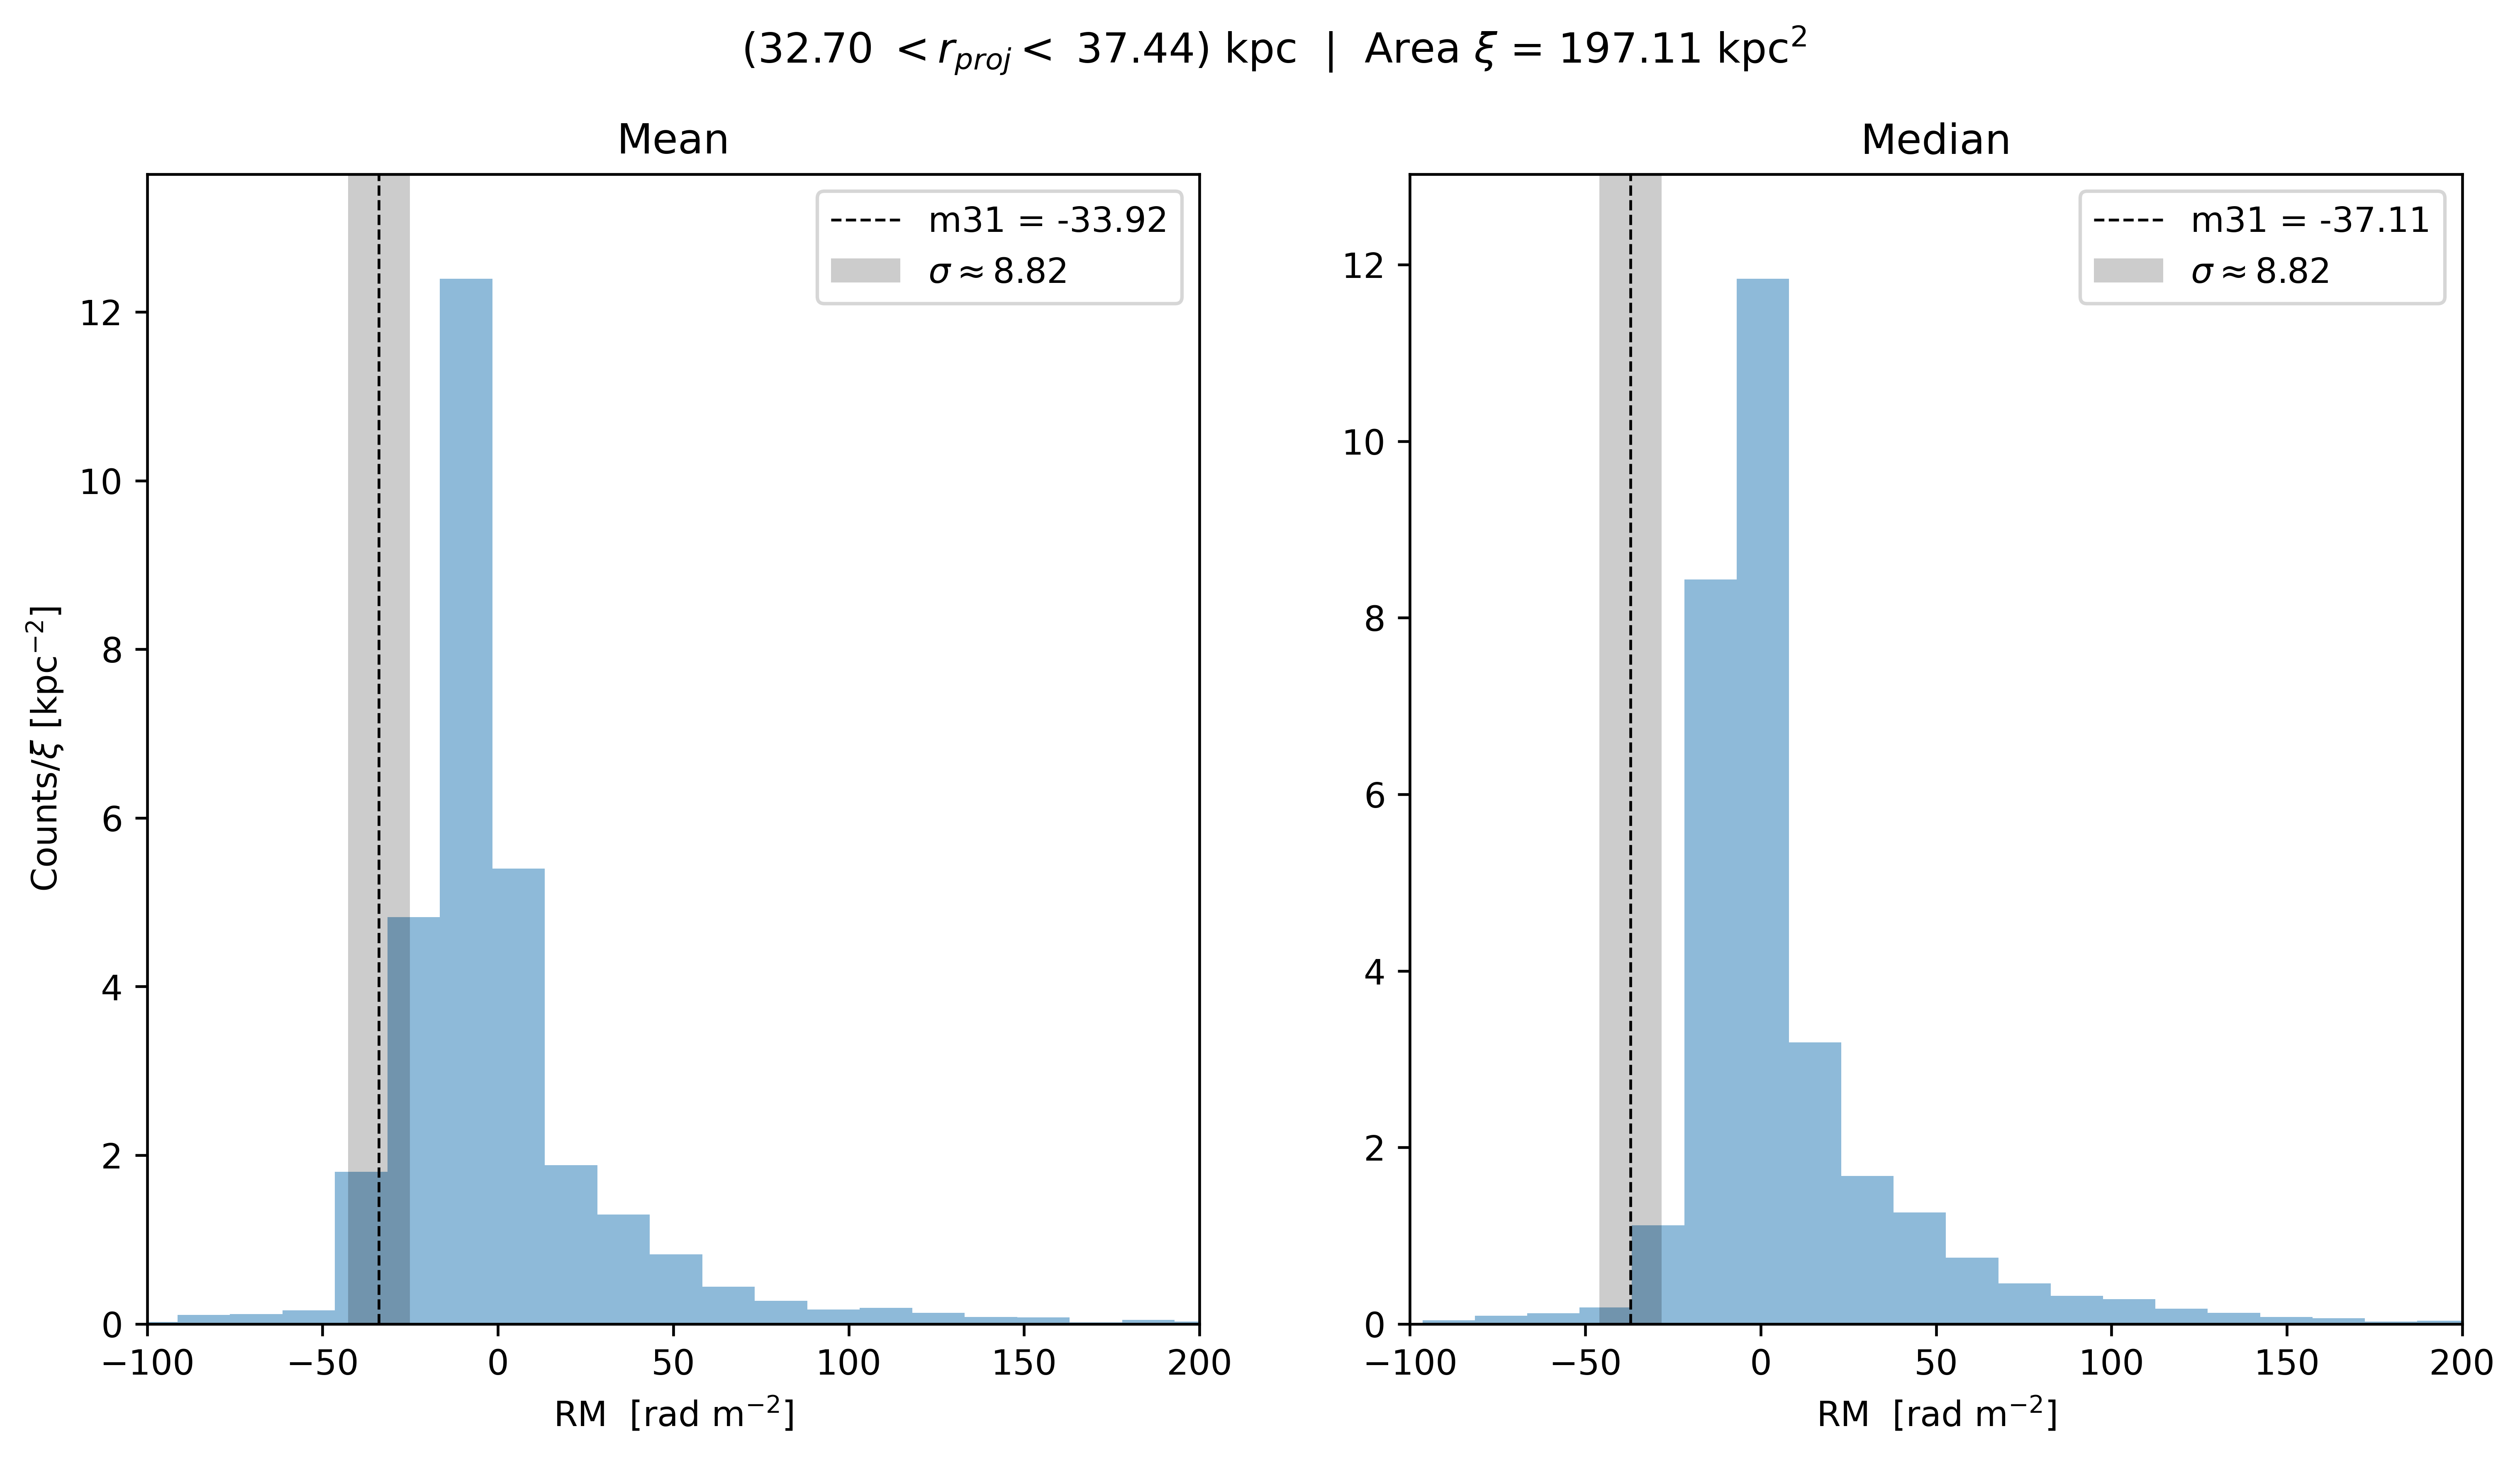 (32.70 < r_proj < 37.44) kpc | Area ξ = 197.11 kpc²
Mean
m31 = -33.92
σ ≈ 8.82
12
10
8
6
4
2
0
Counts/ξ [kpc⁻²]
−100 −50 0 50 100 150 200
RM [rad m⁻²]
Median
m31 = -37.11
σ ≈ 8.82
12
10
8
6
4
2
0
−100 −50 0 50 100 150 200
RM [rad m⁻²]